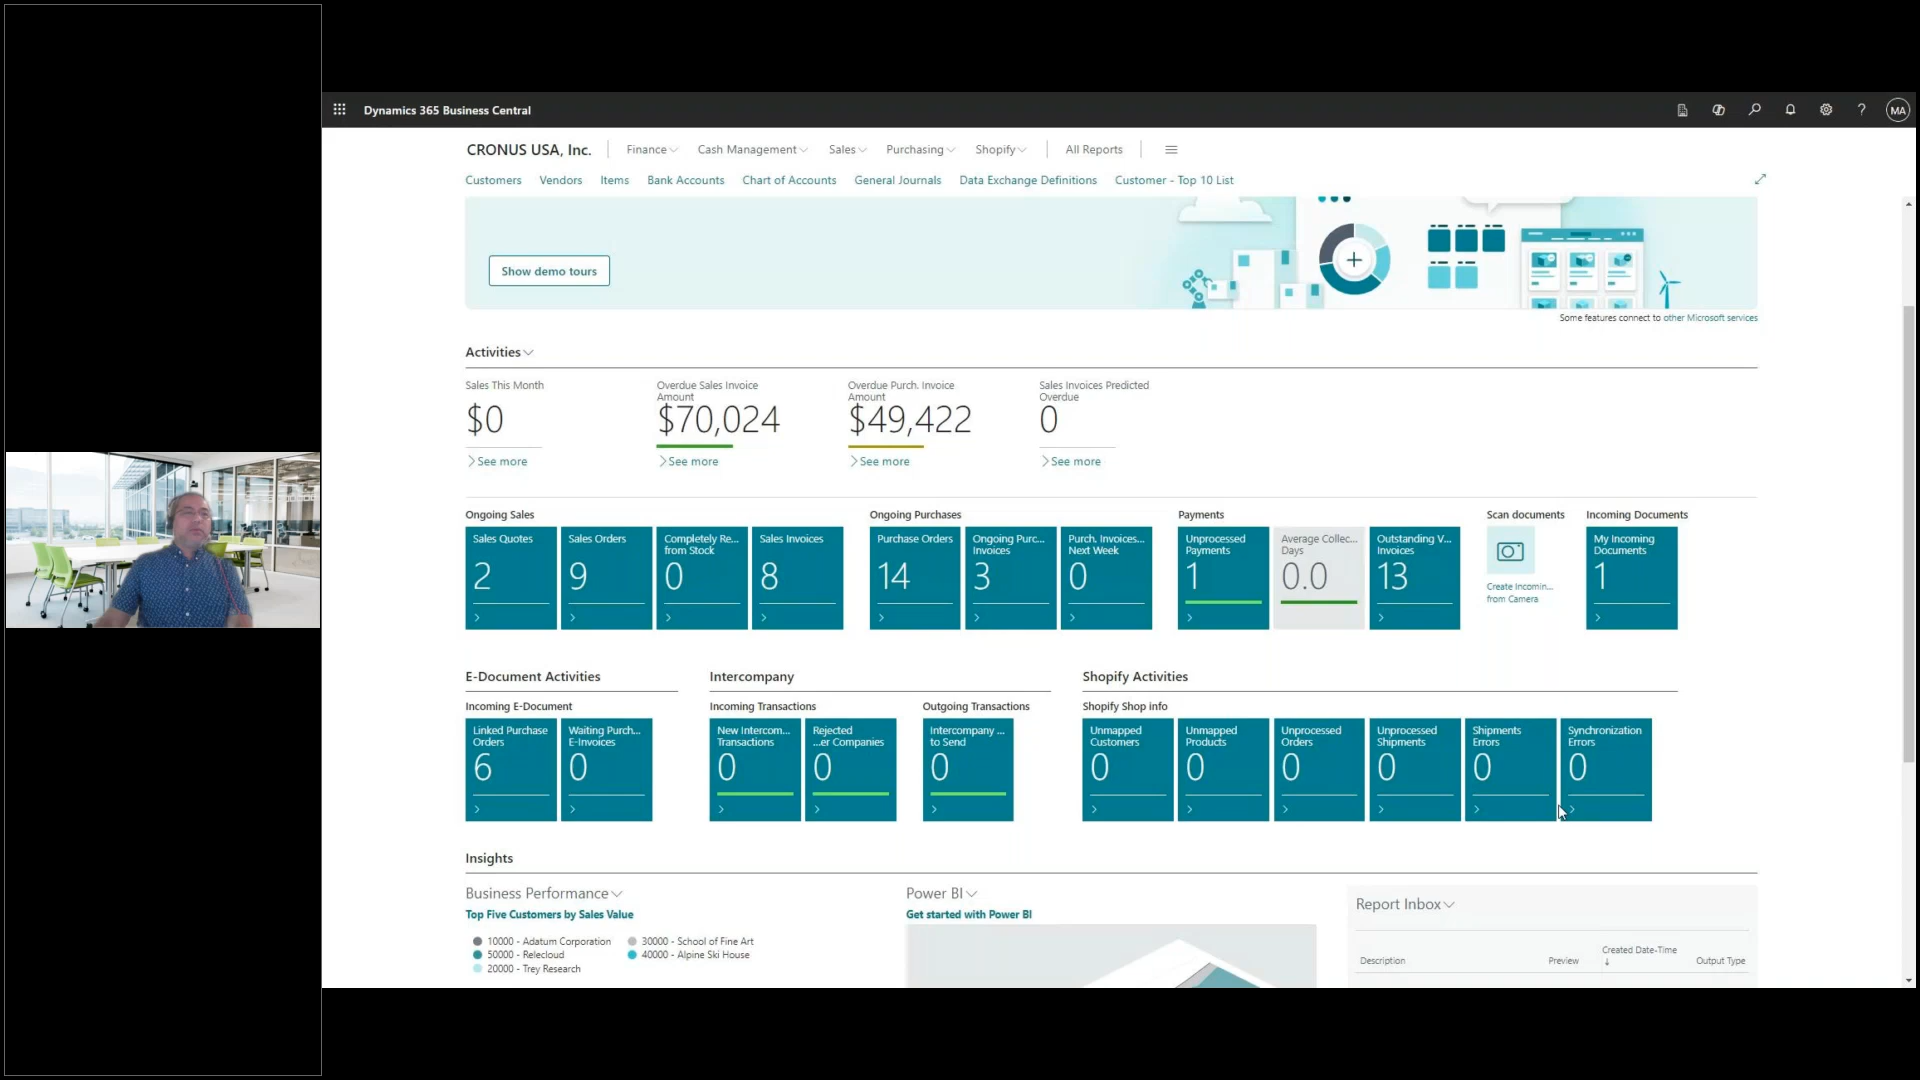 Dynamics 365 Business Central
?
MA
CRONUS USA, Inc.
Finance
Cash Management
Sales
Purchasing
Shopify
All Reports
Customers
Vendors
Items
Bank Accounts
Chart of Accounts
General Journals
Data Exchange Definitions
Customer - Top 10 List
Show demo tours
Some features connect to other Microsoft services
Activities
Sales This Month
$0
See more
Overdue Sales Invoice
Amount
$70,024
See more
Overdue Purch. Invoice
Amount
$49,422
See more
Sales Invoices Predicted
Overdue
0
See more
Ongoing Sales
Sales Quotes
2
Sales Orders
9
Completely Re...
from Stock
0
Sales Invoices
8
Ongoing Purchases
Purchase Orders
14
Ongoing Purc...
Invoices
3
Purch. Invoices...
Next Week
0
Payments
Unprocessed
Payments
1
Average Collec...
Days
0.0
Outstanding V...
Invoices
13
Scan documents
Create Incomin...
from Camera
Incoming Documents
My Incoming
Documents
1
E-Document Activities
Incoming E-Document
Linked Purchase
Orders
6
Waiting Purch...
E-Invoices
0
Intercompany
Incoming Transactions
New Intercom...
Transactions
0
Rejected
...er Companies
0
Outgoing Transactions
Intercompany ...
to Send
0
Shopify Activities
Shopify Shop info
Unmapped
Customers
0
Unmapped
Products
0
Unprocessed
Orders
0
Unprocessed
Shipments
0
Shipments
Errors
0
Synchronization
Errors
0
Insights
Business Performance
Top Five Customers by Sales Value
10000 - Adatum Corporation
30000 - School of Fine Art
50000 - Relecloud
40000 - Alpine Ski House
20000 - Trey Research
Power BI
Get started with Power BI
Report Inbox
Description
Preview
Created Date-Time
Output Type